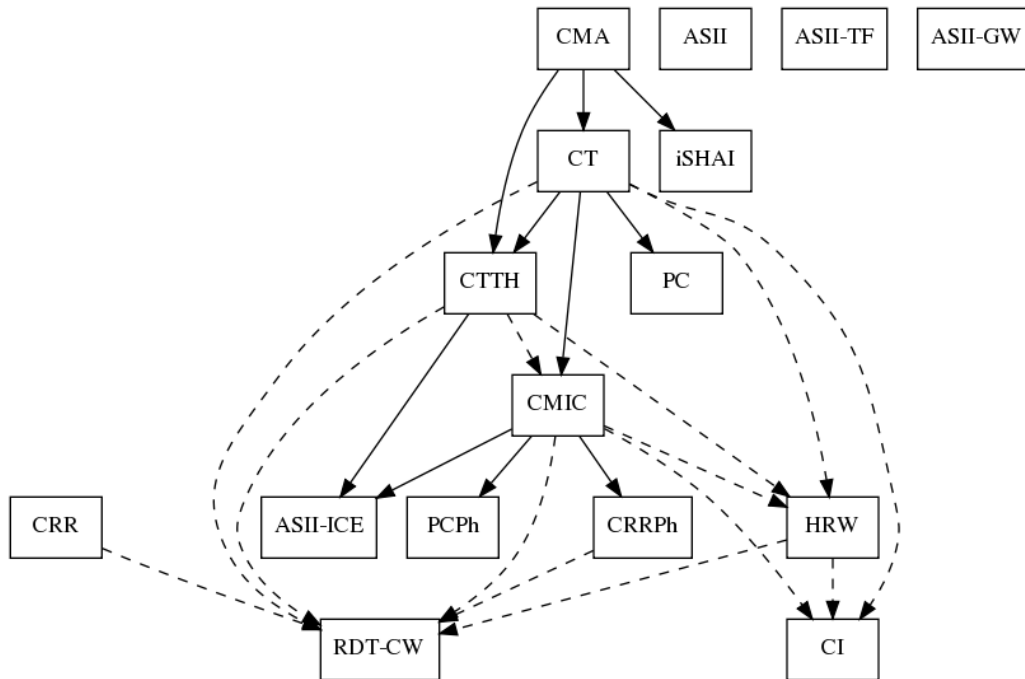 CMA
ASII
ASII-TF
ASII-GW
CT
iSHAI
CTTH
PC
CMIC
CRR
ASII-ICE
PCPh
CRRPh
HRW
RDT-CW
CI